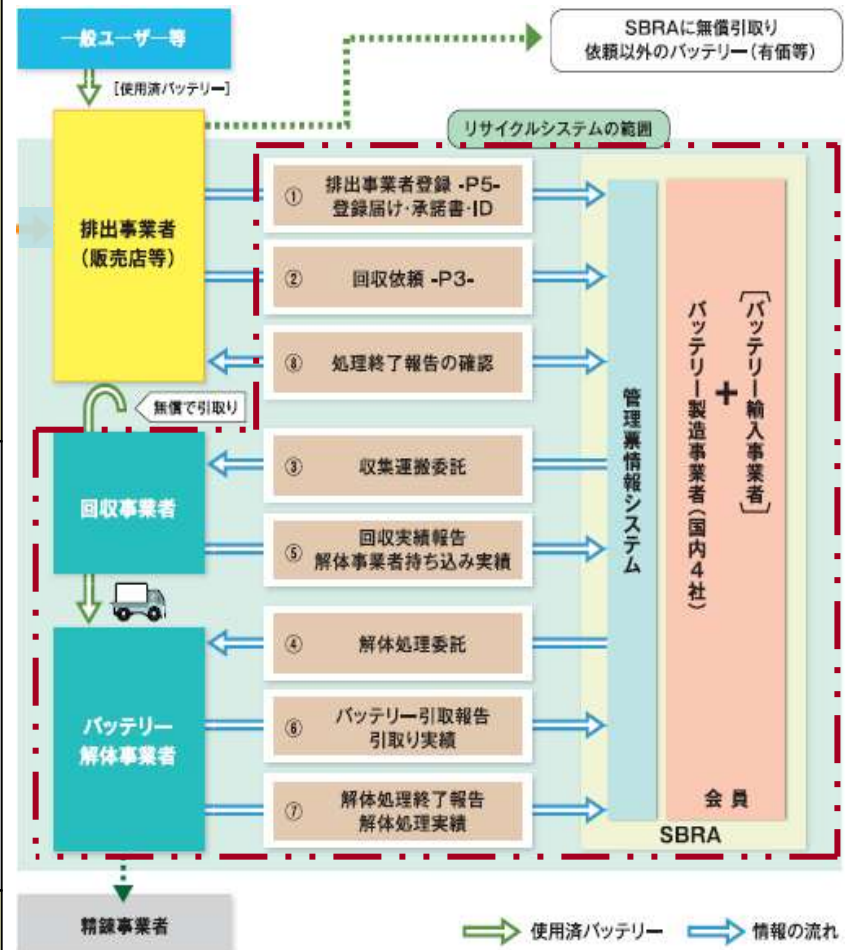 一般ユーザー等
SBRAに無償引取り
依頼以外のバッテリー(有価等)
[使用済バッテリー]
リサイクルシステムの範囲
排出事業者
(販売店等)
① 排出事業者登録 -P5-
登録届け・承諾書・ID
② 回収依頼 -P3-
⑧ 処理終了報告の確認
無償で引取り
回収事業者
③ 収集運搬委託
⑤ 回収実績報告
解体事業者持ち込み実績
バッテリー
解体事業者
④ 解体処理委託
⑥ バッテリー引取報告
引取り実績
⑦ 解体処理終了報告
解体処理実績
管理票情報システム
バッテリー製造事業者(国内4社)
+
[バッテリー輸入事業者]
会員
SBRA
精錬事業者
使用済バッテリー
情報の流れ